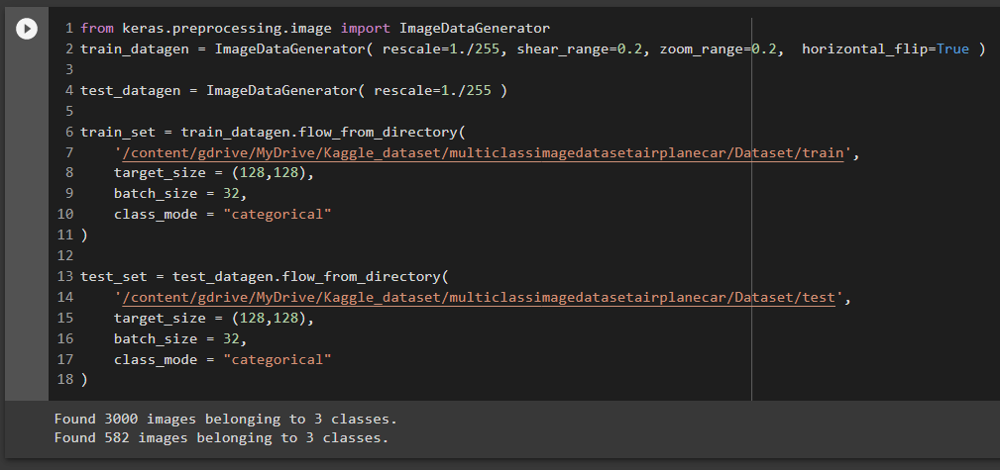 1 from keras.preprocessing.image import ImageDataGenerator
2 train_datagen = ImageDataGenerator( rescale=1./255, shear_range=0.2, zoom_range=0.2,  horizontal_flip=True )
3
4 test_datagen = ImageDataGenerator( rescale=1./255 )
5
6 train_set = train_datagen.flow_from_directory(
7     '/content/gdrive/MyDrive/Kaggle_dataset/multiclassimagedatasetairplanecar/Dataset/train',
8     target_size = (128,128),
9     batch_size = 32,
10     class_mode = "categorical"
11 )
12
13 test_set = test_datagen.flow_from_directory(
14     '/content/gdrive/MyDrive/Kaggle_dataset/multiclassimagedatasetairplanecar/Dataset/test',
15     target_size = (128,128),
16     batch_size = 32,
17     class_mode = "categorical"
18 )
Found 3000 images belonging to 3 classes.
Found 582 images belonging to 3 classes.